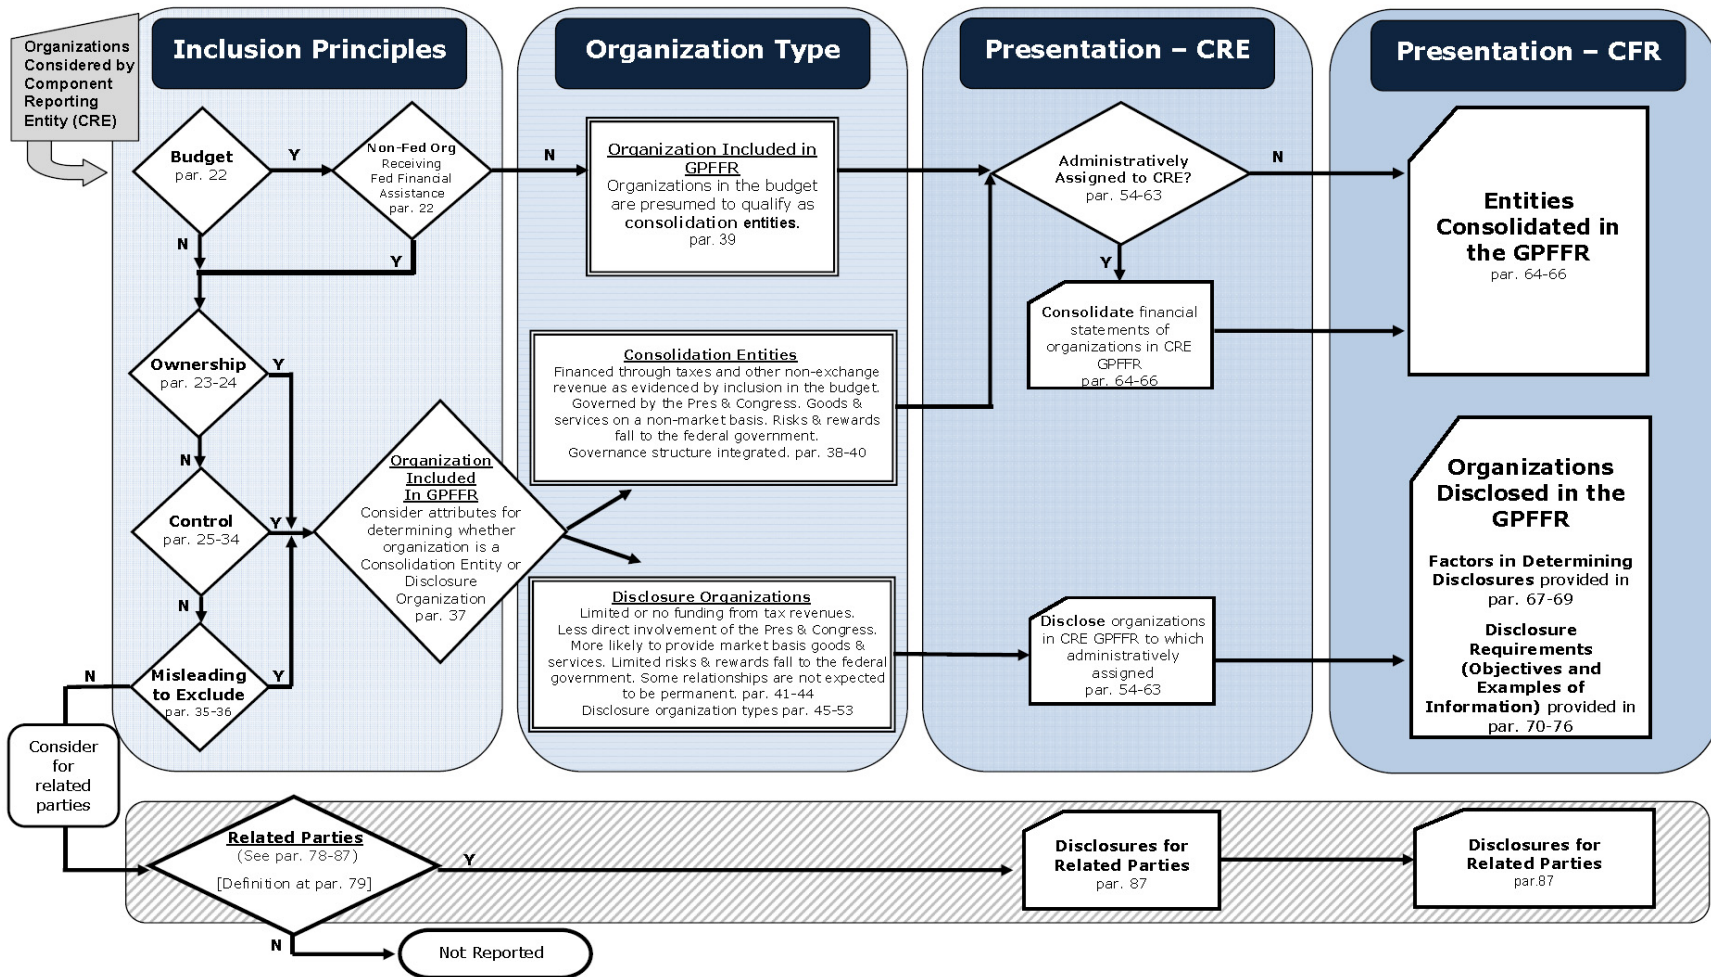 Organizations
Considered by
Component
Reporting
Entity (CRE)
Inclusion Principles
Organization Type
Presentation – CRE
Presentation – CFR
Budget
par. 22
Y
Non-Fed Org
Receiving
Fed Financial
Assistance
par. 22
N
Organization Included in
GPFFR
Organizations in the budget
are presumed to qualify as
consolidation entities.
par. 39
Administratively
Assigned to CRE?
par. 54-63
N
Entities
Consolidated in
the GPFFR
par. 64-66
N
Y
Y
Consolidate financial
statements of
organizations in CRE
GPFFR
par. 64-66
Ownership
par. 23-24
Y
N
Consolidation Entities
Financed through taxes and other non-exchange
revenue as evidenced by inclusion in the budget.
Governed by the Pres & Congress. Goods &
services on a non-market basis. Risks & rewards
fall to the federal government.
Governance structure integrated. par. 38-40
Control
par. 25-34
Y
N
Organization
Included
In GPFFR
Consider attributes for
determining whether
organization is a
Consolidation Entity or
Disclosure
Organization
par. 37
Organizations
Disclosed in the
GPFFR
Factors in Determining
Disclosures provided in
par. 67-69
Disclosure
Requirements
(Objectives and
Examples of
Information) provided in
par. 70-76
Disclosure Organizations
Limited or no funding from tax revenues.
Less direct involvement of the Pres & Congress.
More likely to provide market basis goods &
services. Limited risks & rewards fall to the federal
government. Some relationships are not expected
to be permanent. par. 41-44
Disclosure organization types par. 45-53
Disclose organizations
in CRE GPFFR to which
administratively
assigned
par. 54-63
N
Misleading
to Exclude
par. 35-36
Y
Consider
for
related
parties
Related Parties
(See par. 78-87)
[Definition at par. 79]
Y
Disclosures for
Related Parties
par. 87
Disclosures for
Related Parties
par.87
N
Not Reported